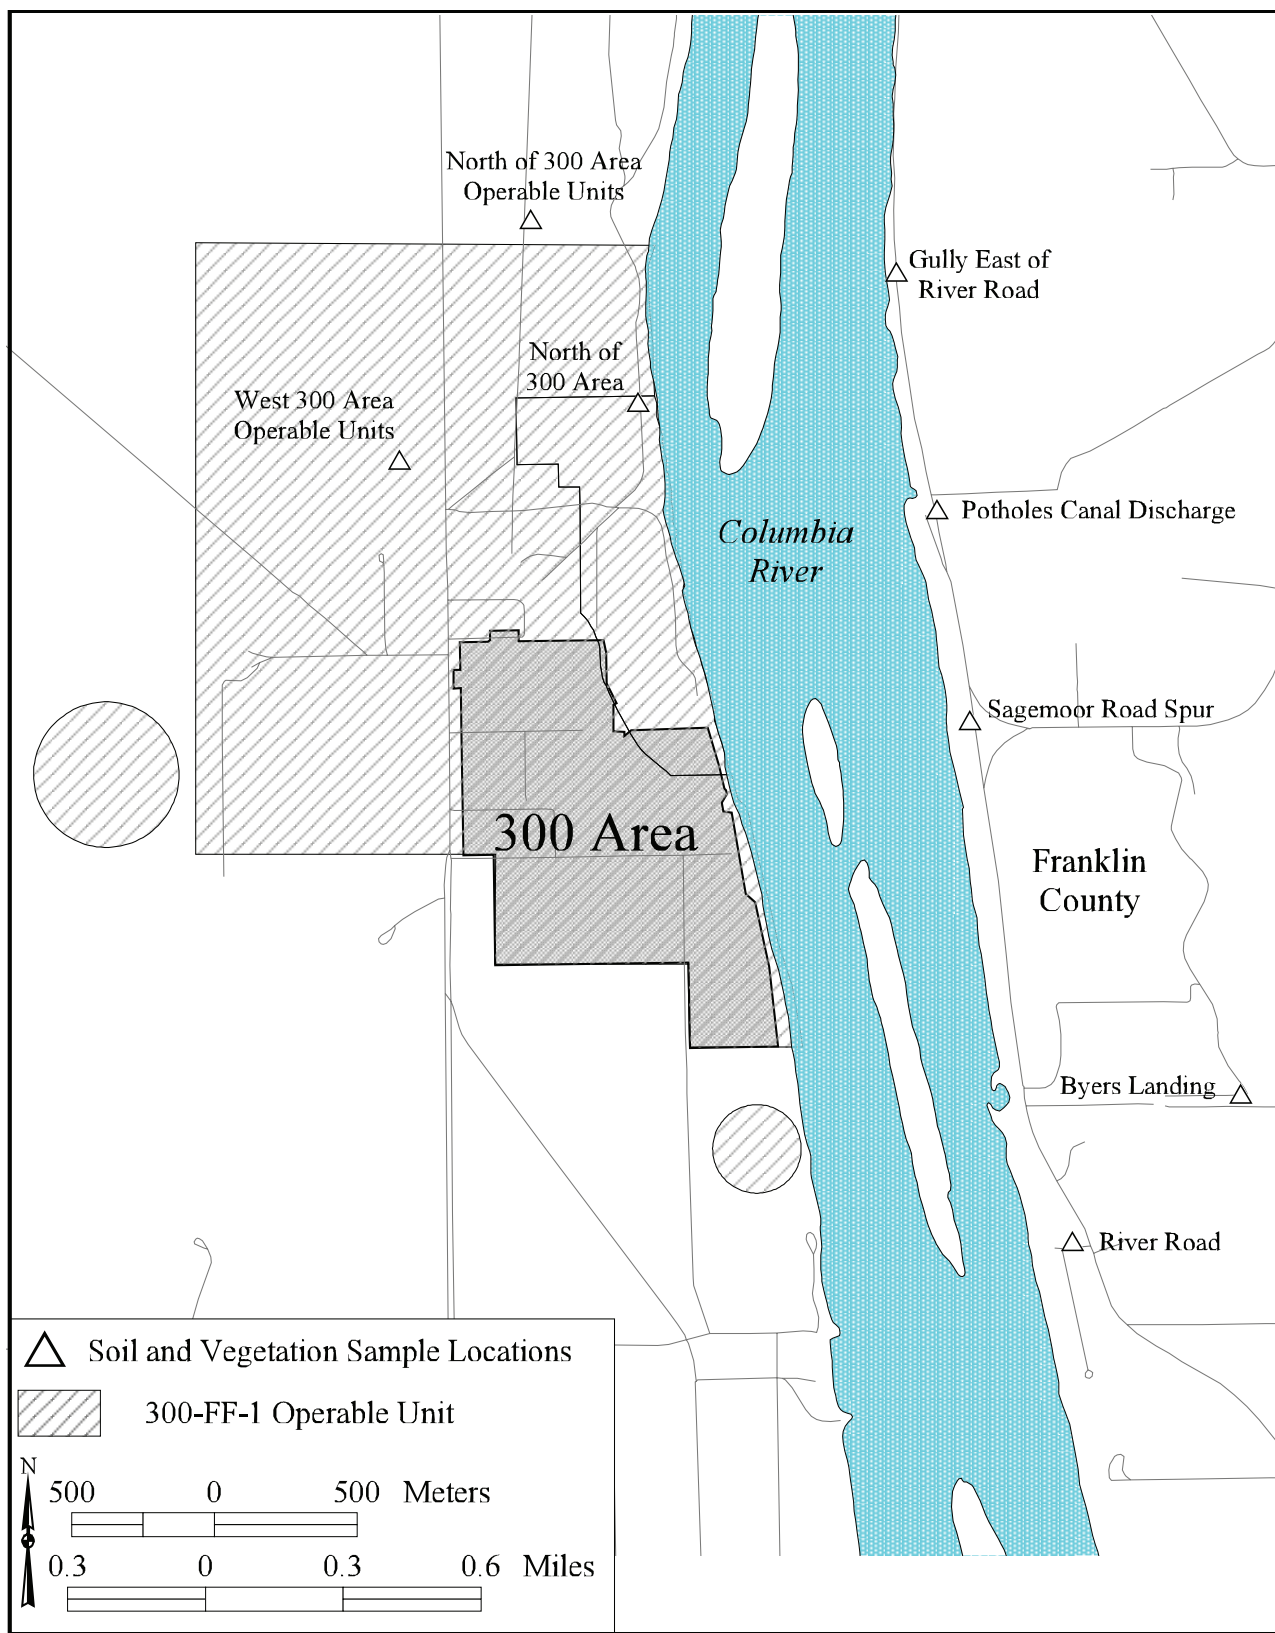 North of 300 Area
Operable Units
Gully East of
River Road
North of
300 Area
West 300 Area
Operable Units
Columbia
River
Potholes Canal Discharge
Sagemoor Road Spur
300 Area
Franklin
County
Byers Landing
River Road
Soil and Vegetation Sample Locations
300-FF-1 Operable Unit
N
500 0 500 Meters
0.3 0 0.3 0.6 Miles